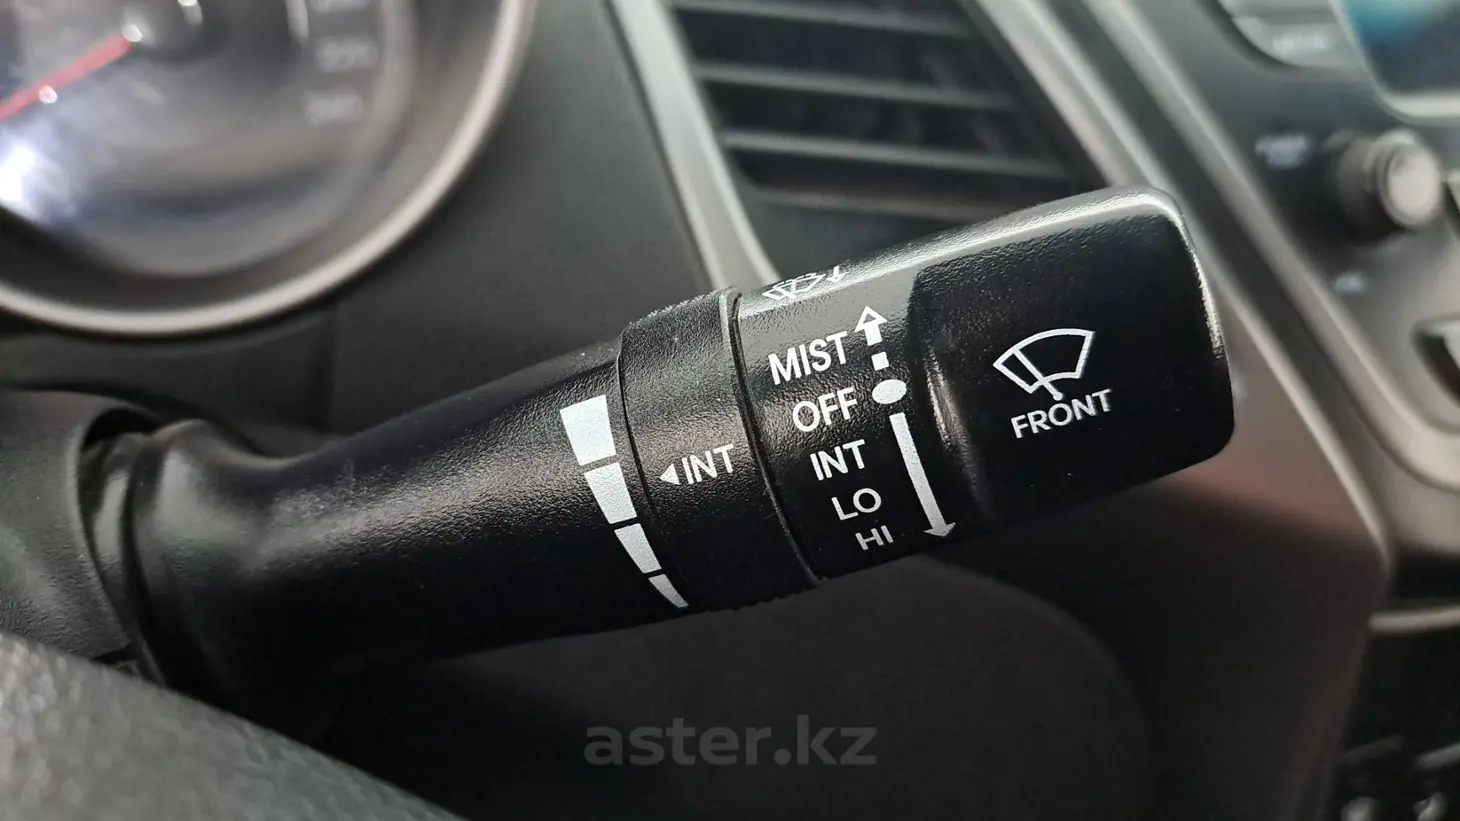 MIST
OFF
INT
LO
HI
INT
FRONT
aster.kz